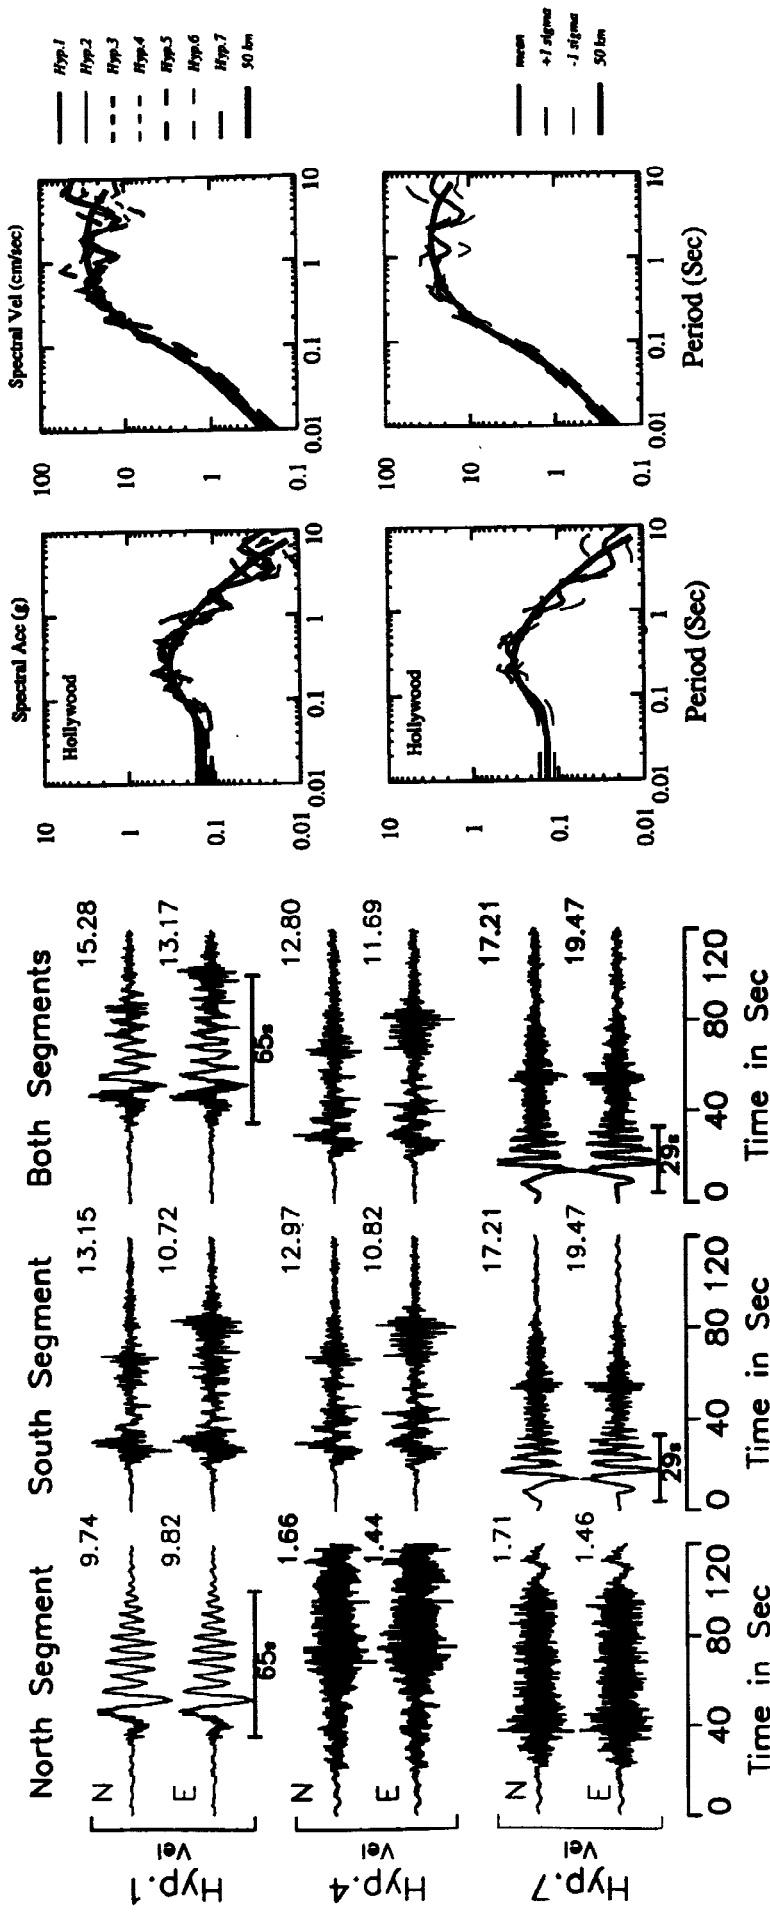 North Segment
South Segment
Both Segments
Hyp.1
Vel
N
9.74
13.15
15.28
E
9.82
10.72
13.17
65s
65s
Hyp.4
Vel
N
1.66
12.97
12.80
E
1.44
10.82
11.69
Hyp.7
Vel
N
1.71
17.21
17.21
E
1.46
19.47
19.47
29s
29s
0 40 80 120
0 40 80 120
0 40 80 120
Time in Sec
Time in Sec
Time in Sec
Spectral Acc (g)
Hollywood
10
1
0.1
0.01
0.01 0.1 1 10
Spectral Vel (cm/sec)
100
10
1
0.1
0.01 0.1 1 10
Hyp.1
Hyp.2
Hyp.3
Hyp.4
Hyp.5
Hyp.6
Hyp.7
50 km
Hollywood
10
1
0.1
0.01
0.01 0.1 1 10
Period (Sec)
100
10
1
0.1
0.01 0.1 1 10
Period (Sec)
mean
+1 sigma
-1 sigma
50 km